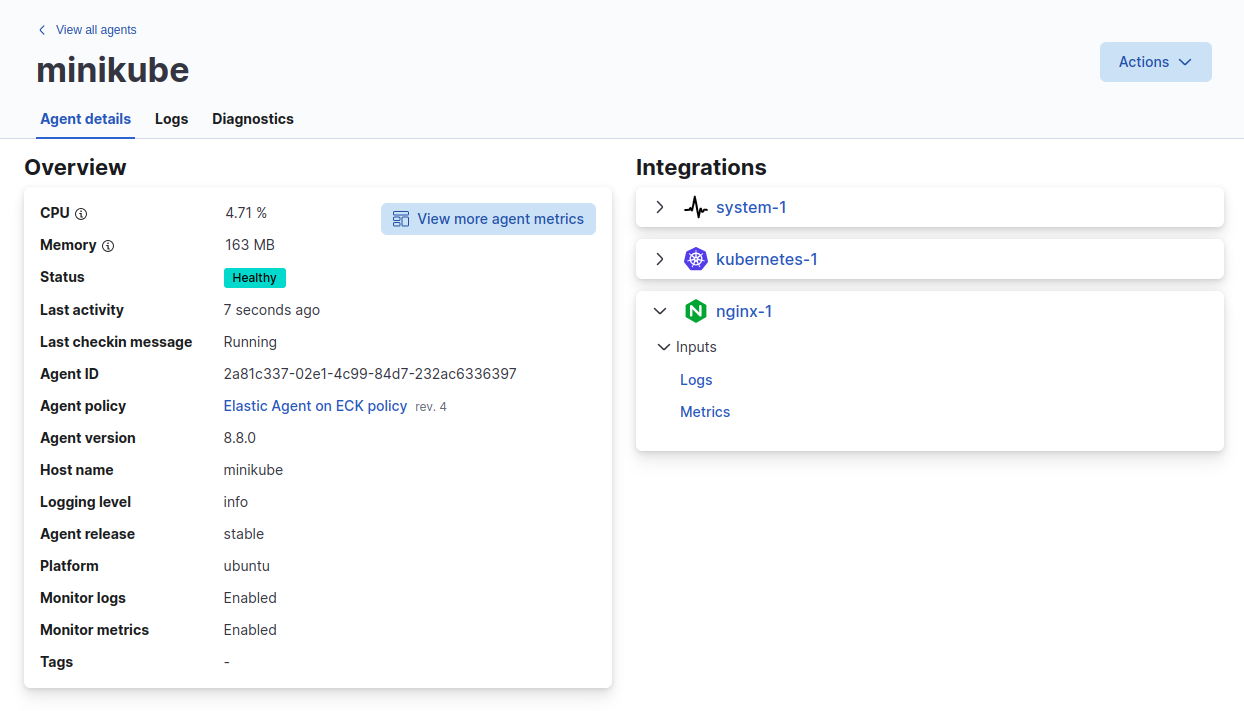 View all agents
minikube
Actions
Agent details Logs Diagnostics
Overview
CPU 4.71 %
View more agent metrics
Memory 163 MB
Status Healthy
Last activity 7 seconds ago
Last checkin message Running
Agent ID 2a81c337-02e1-4c99-84d7-232ac6336397
Agent policy Elastic Agent on ECK policy rev. 4
Agent version 8.8.0
Host name minikube
Logging level info
Agent release stable
Platform ubuntu
Monitor logs Enabled
Monitor metrics Enabled
Tags -
Integrations
system-1
kubernetes-1
nginx-1
Inputs
Logs
Metrics